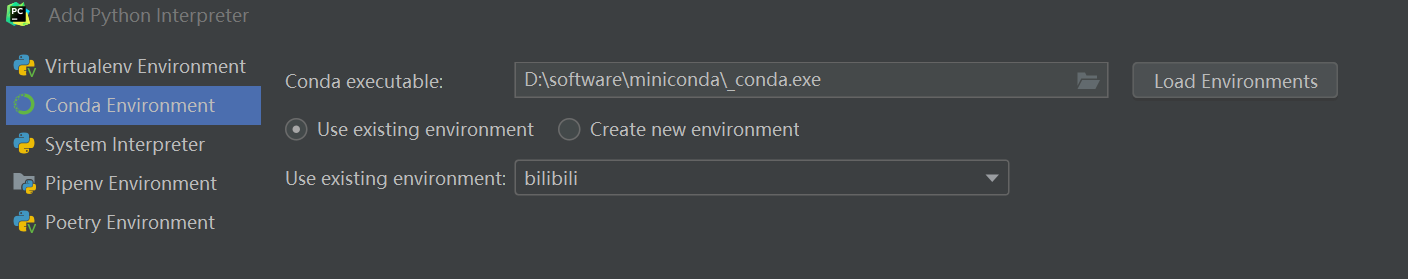 PC
Add Python Interpreter
Virtualenv Environment
Conda Environment
System Interpreter
Pipenv Environment
Poetry Environment
Conda executable: D:\software\miniconda\_conda.exe Load Environments
Use existing environment Create new environment
Use existing environment: bilibili